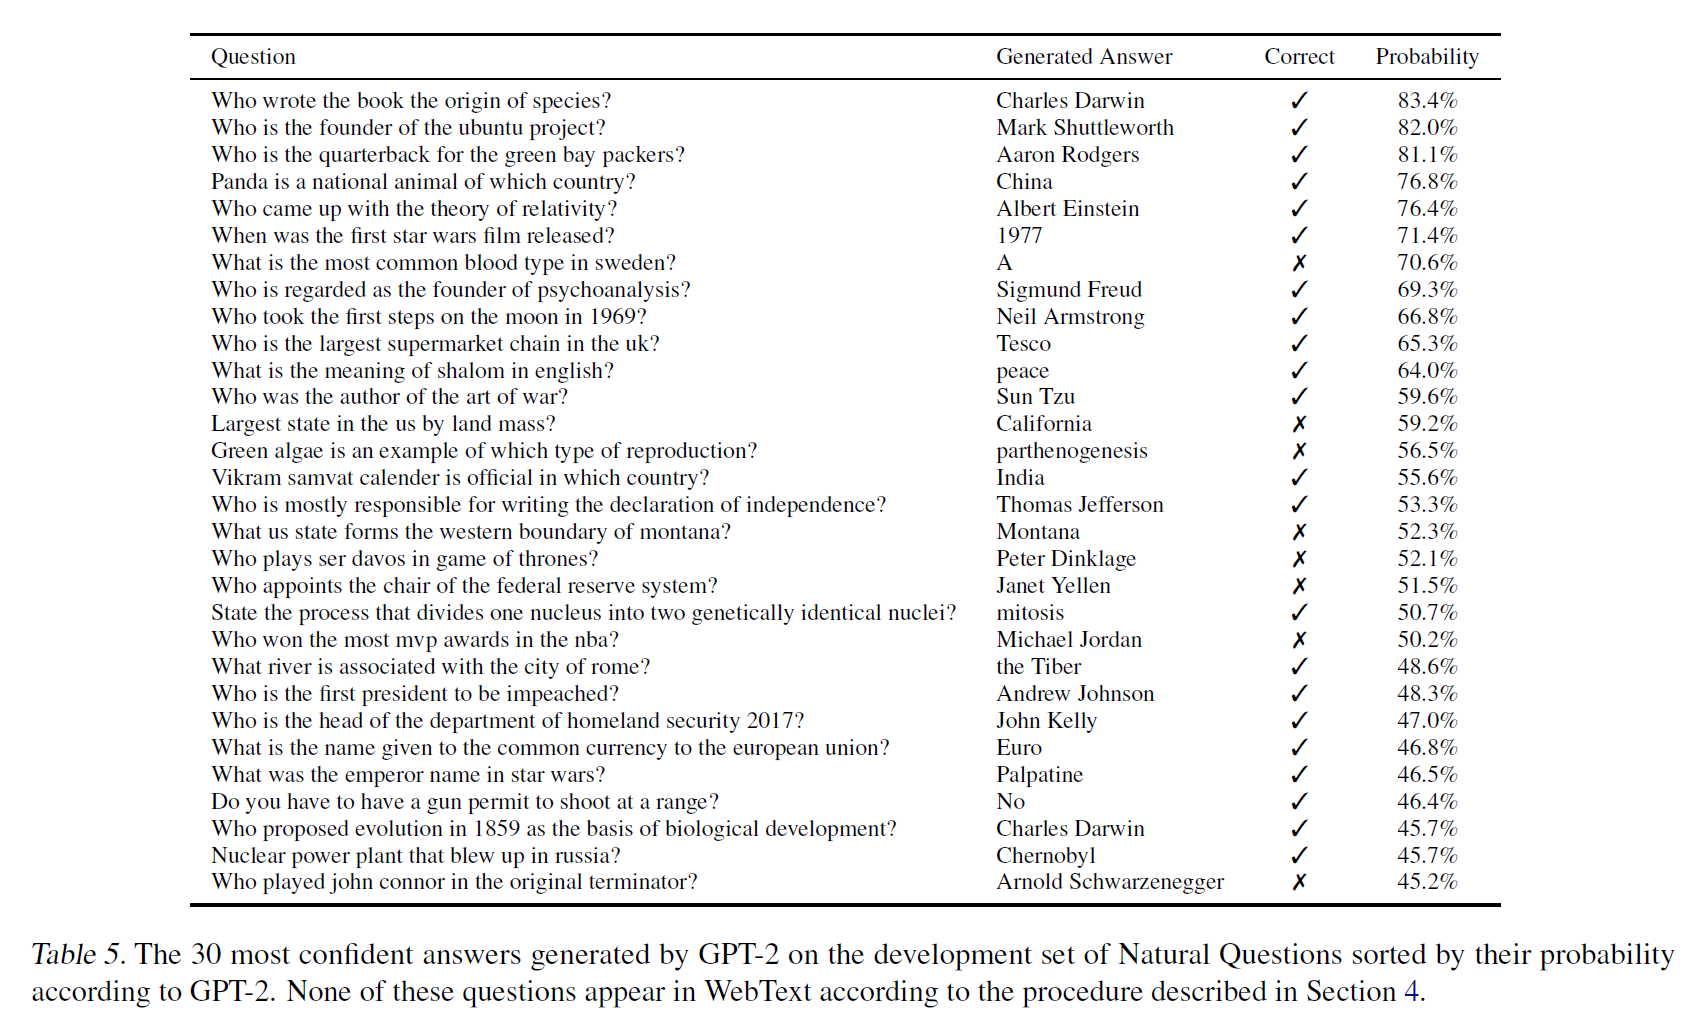 Question Generated Answer Correct Probability
Who wrote the book the origin of species? Charles Darwin ✓ 83.4%
Who is the founder of the ubuntu project? Mark Shuttleworth ✓ 82.0%
Who is the quarterback for the green bay packers? Aaron Rodgers ✓ 81.1%
Panda is a national animal of which country? China ✓ 76.8%
Who came up with the theory of relativity? Albert Einstein ✓ 76.4%
When was the first star wars film released? 1977 ✓ 71.4%
What is the most common blood type in sweden? A ✗ 70.6%
Who is regarded as the founder of psychoanalysis? Sigmund Freud ✓ 69.3%
Who took the first steps on the moon in 1969? Neil Armstrong ✓ 66.8%
Who is the largest supermarket chain in the uk? Tesco ✓ 65.3%
What is the meaning of shalom in english? peace ✓ 64.0%
Who was the author of the art of war? Sun Tzu ✓ 59.6%
Largest state in the us by land mass? California ✗ 59.2%
Green algae is an example of which type of reproduction? parthenogenesis ✗ 56.5%
Vikram samvat calender is official in which country? India ✓ 55.6%
Who is mostly responsible for writing the declaration of independence? Thomas Jefferson ✓ 53.3%
What us state forms the western boundary of montana? Montana ✗ 52.3%
Who plays ser davos in game of thrones? Peter Dinklage ✗ 52.1%
Who appoints the chair of the federal reserve system? Janet Yellen ✗ 51.5%
State the process that divides one nucleus into two genetically identical nuclei? mitosis ✓ 50.7%
Who won the most mvp awards in the nba? Michael Jordan ✗ 50.2%
What river is associated with the city of rome? the Tiber ✓ 48.6%
Who is the first president to be impeached? Andrew Johnson ✓ 48.3%
Who is the head of the department of homeland security 2017? John Kelly ✓ 47.0%
What is the name given to the common currency to the european union? Euro ✓ 46.8%
What was the emperor name in star wars? Palpatine ✓ 46.5%
Do you have to have a gun permit to shoot at a range? No ✓ 46.4%
Who proposed evolution in 1859 as the basis of biological development? Charles Darwin ✓ 45.7%
Nuclear power plant that blew up in russia? Chernobyl ✓ 45.7%
Who played john connor in the original terminator? Arnold Schwarzenegger ✗ 45.2%
Table 5. The 30 most confident answers generated by GPT-2 on the development set of Natural Questions sorted by their probability
according to GPT-2. None of these questions appear in WebText according to the procedure described in Section 4.